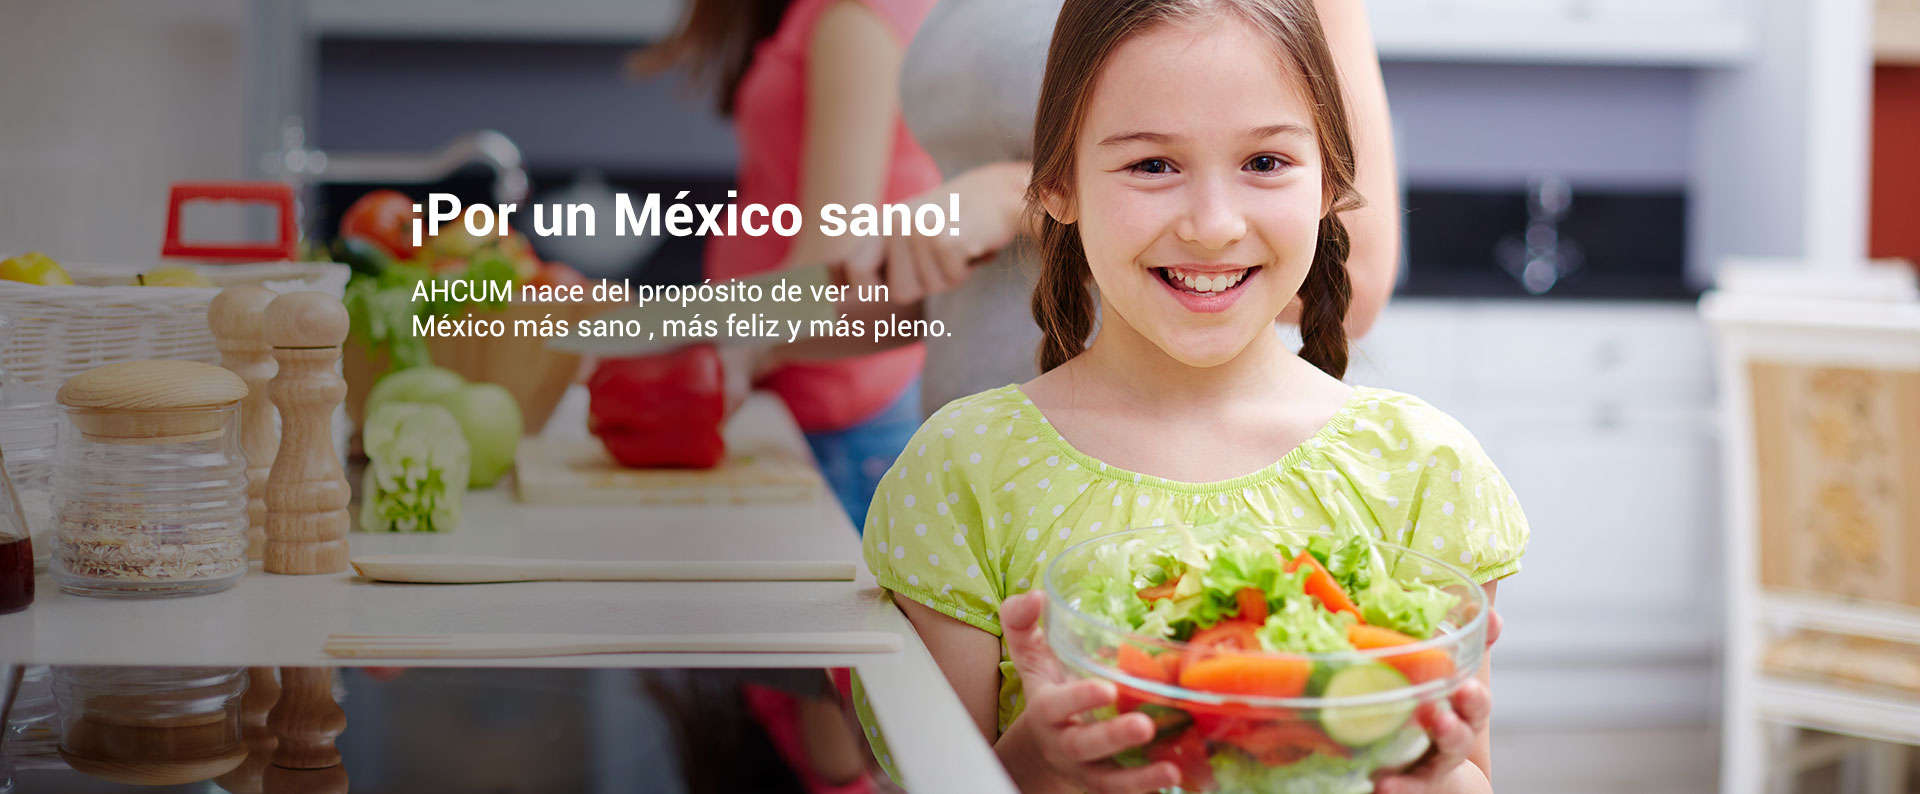 ¡Por un México sano!
AHCUM nace del propósito de ver un
México más sano , más feliz y más pleno.